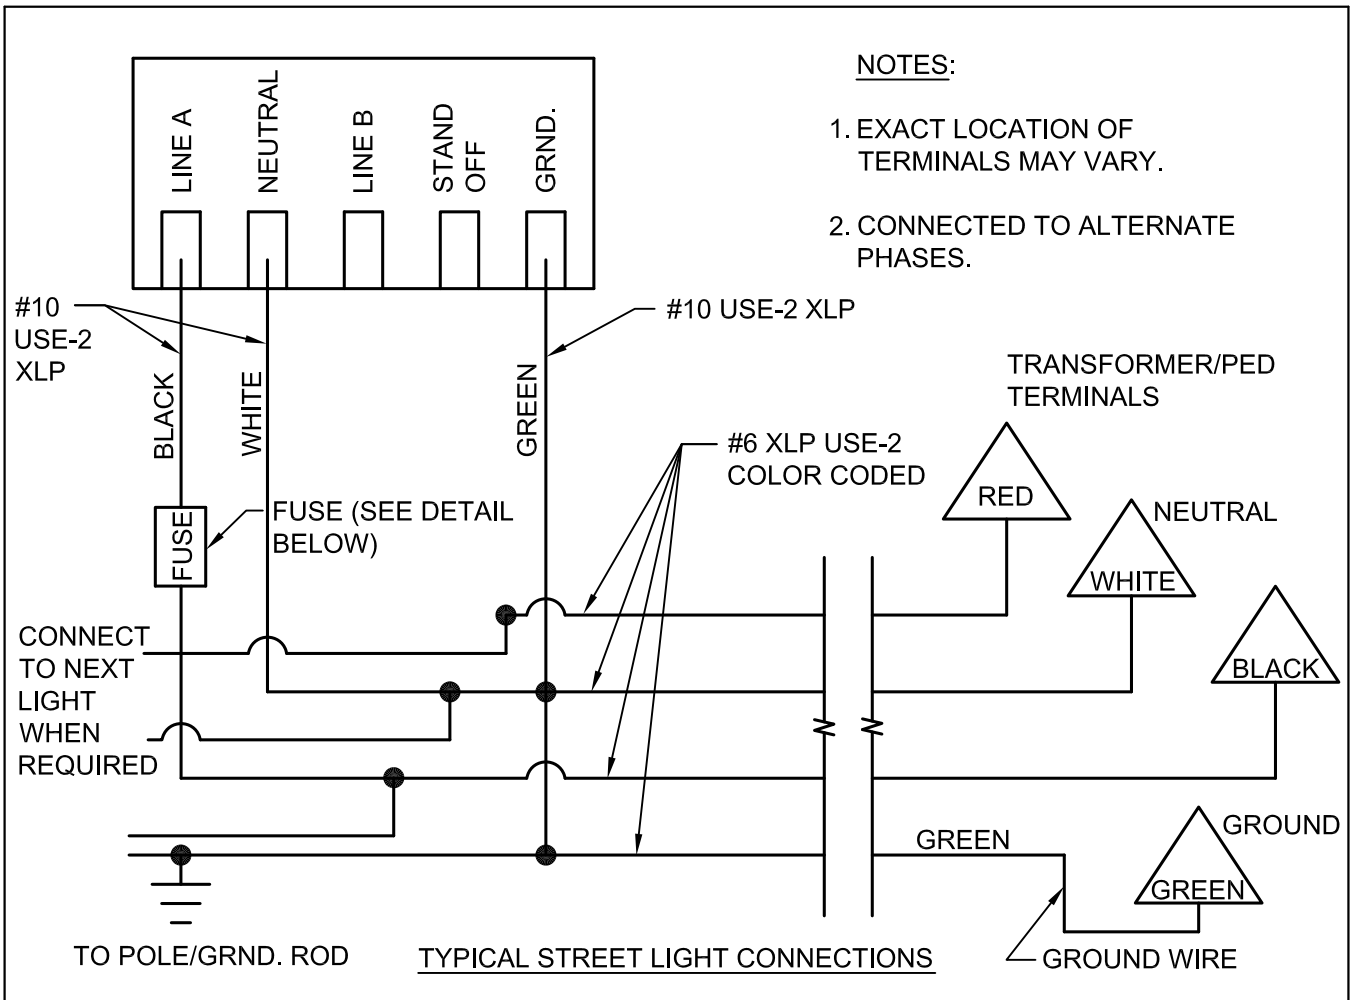 NOTES:
1. EXACT LOCATION OF
TERMINALS MAY VARY.
2. CONNECTED TO ALTERNATE
PHASES.
LINE A
NEUTRAL
LINE B
STAND
OFF
GRND.
#10
USE-2
XLP
#10 USE-2 XLP
BLACK
WHITE
GREEN
TRANSFORMER/PED
TERMINALS
#6 XLP USE-2
COLOR CODED
RED
NEUTRAL
WHITE
FUSE
FUSE (SEE DETAIL
BELOW)
CONNECT
TO NEXT
LIGHT
WHEN
REQUIRED
BLACK
GREEN
GROUND
GREEN
TO POLE/GRND. ROD
TYPICAL STREET LIGHT CONNECTIONS
GROUND WIRE